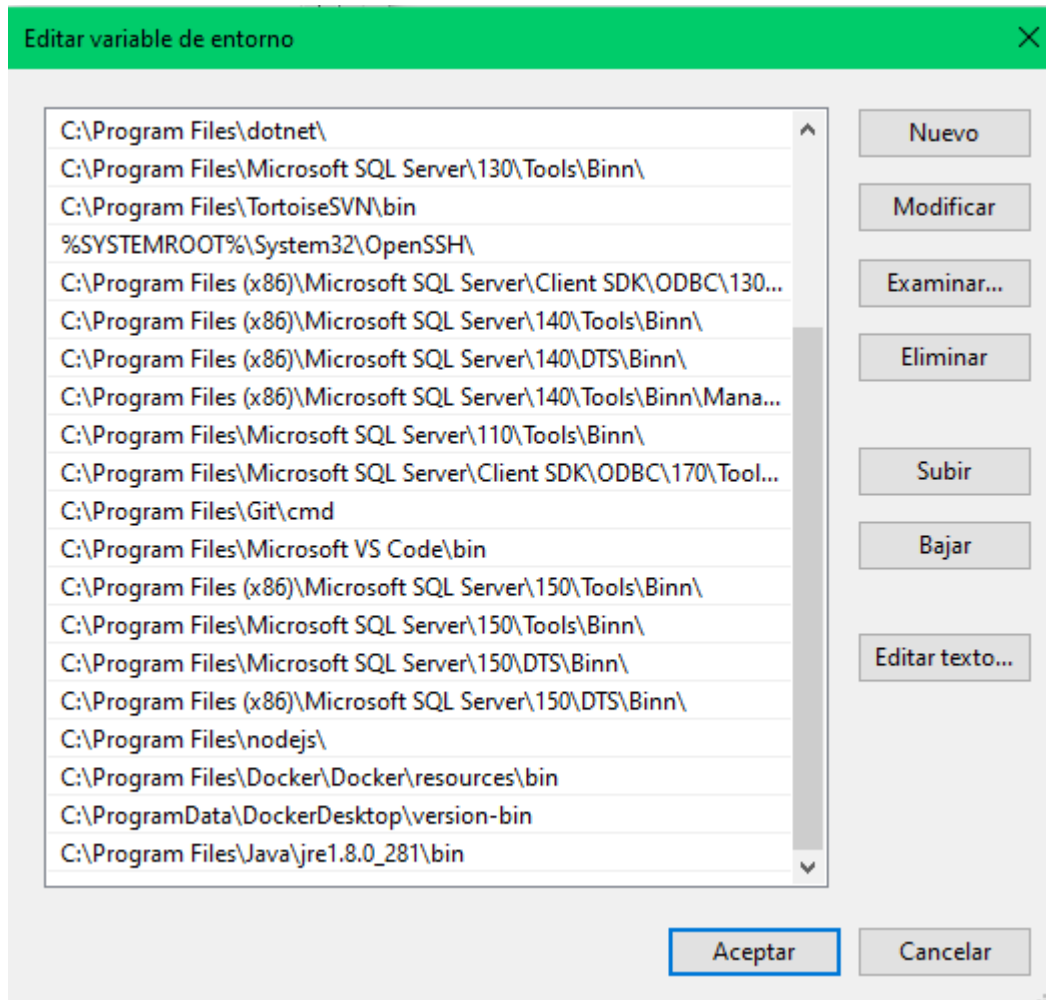 Editar variable de entorno
C:\Program Files\dotnet\
C:\Program Files\Microsoft SQL Server\130\Tools\Binn\
C:\Program Files\TortoiseSVN\bin
%SYSTEMROOT%\System32\OpenSSH\
C:\Program Files (x86)\Microsoft SQL Server\Client SDK\ODBC\130...
C:\Program Files (x86)\Microsoft SQL Server\140\Tools\Binn\
C:\Program Files (x86)\Microsoft SQL Server\140\DTS\Binn\
C:\Program Files (x86)\Microsoft SQL Server\140\Tools\Binn\Mana...
C:\Program Files\Microsoft SQL Server\110\Tools\Binn\
C:\Program Files\Microsoft SQL Server\Client SDK\ODBC\170\Tool...
C:\Program Files\Git\cmd
C:\Program Files\Microsoft VS Code\bin
C:\Program Files (x86)\Microsoft SQL Server\150\Tools\Binn\
C:\Program Files\Microsoft SQL Server\150\Tools\Binn\
C:\Program Files\Microsoft SQL Server\150\DTS\Binn\
C:\Program Files (x86)\Microsoft SQL Server\150\DTS\Binn\
C:\Program Files\nodejs\
C:\Program Files\Docker\Docker\resources\bin
C:\ProgramData\DockerDesktop\version-bin
C:\Program Files\Java\jre1.8.0_281\bin
Nuevo
Modificar
Examinar...
Eliminar
Subir
Bajar
Editar texto...
Aceptar
Cancelar